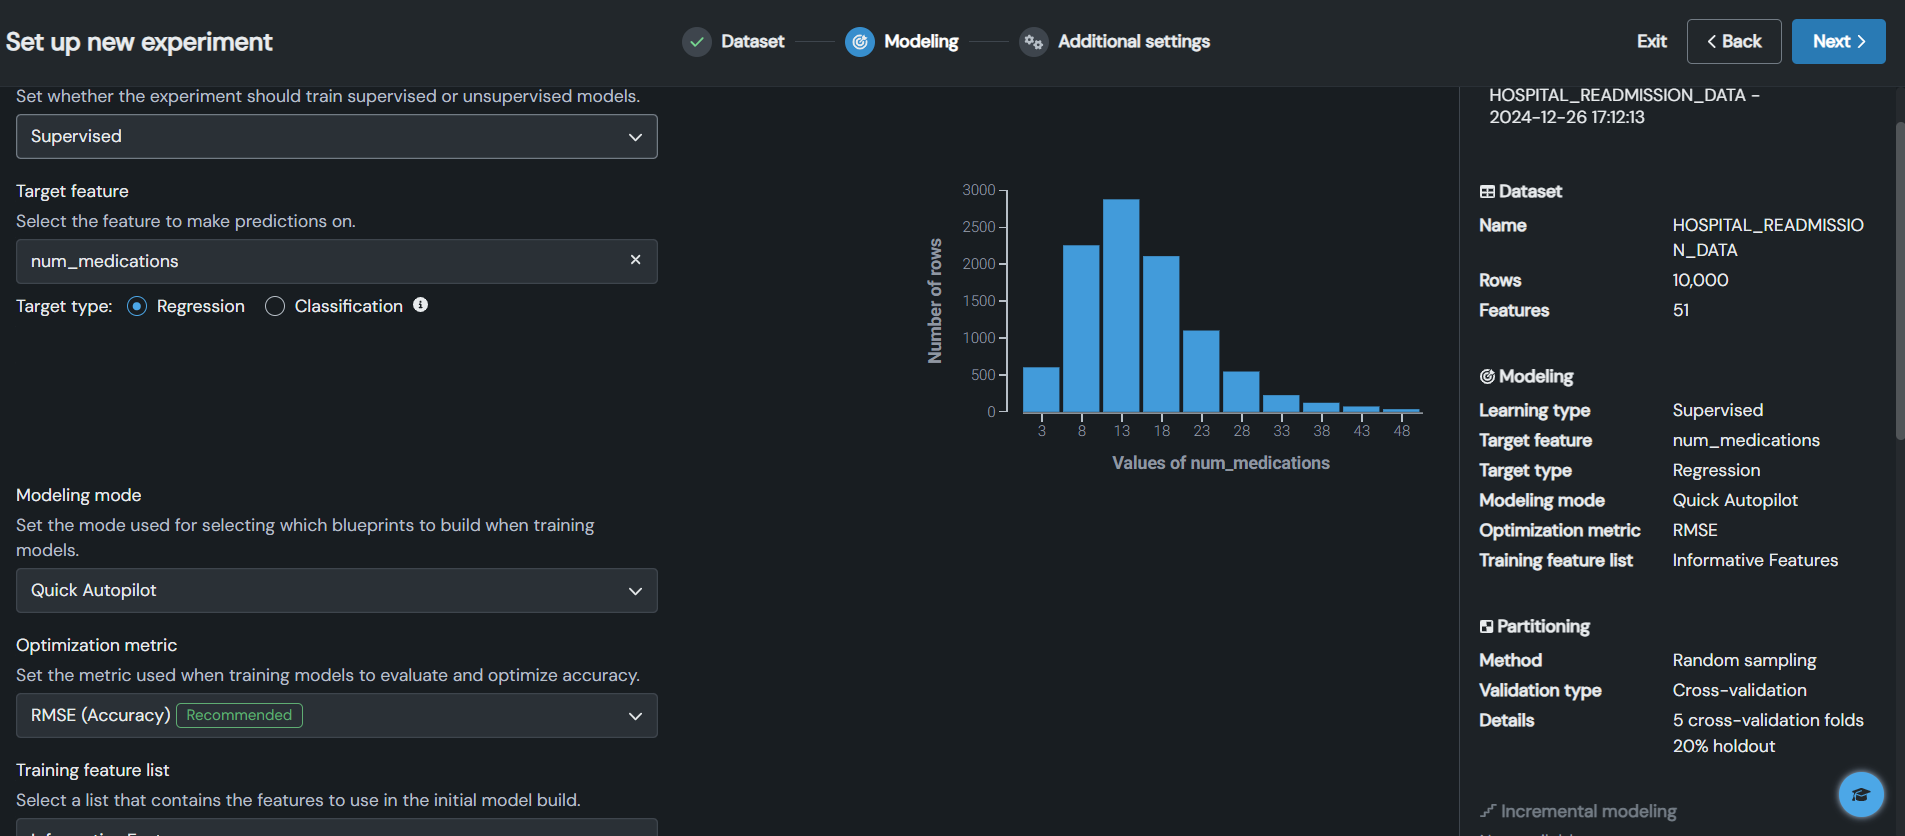 Set up new experiment
Dataset
Modeling
Additional settings
Exit
Back
Next
Set whether the experiment should train supervised or unsupervised models.
Supervised
Target feature
Select the feature to make predictions on.
num_medications
Target type:
Regression
Classification
Modeling mode
Set the mode used for selecting which blueprints to build when training
models.
Quick Autopilot
Optimization metric
Set the metric used when training models to evaluate and optimize accuracy.
RMSE (Accuracy) Recommended
Training feature list
Select a list that contains the features to use in the initial model build.
Number of rows
3000
2500
2000
1500
1000
500
0
3 8 13 18 23 28 33 38 43 48
Values of num_medications
HOSPITAL_READMISSION_DATA -
2024-12-26 17:12:13
Dataset
Name HOSPITAL_READMISSIO
N_DATA
Rows 10,000
Features 51
Modeling
Learning type Supervised
Target feature num_medications
Target type Regression
Modeling mode Quick Autopilot
Optimization metric RMSE
Training feature list Informative Features
Partitioning
Method Random sampling
Validation type Cross-validation
Details 5 cross-validation folds
20% holdout
Incremental modeling